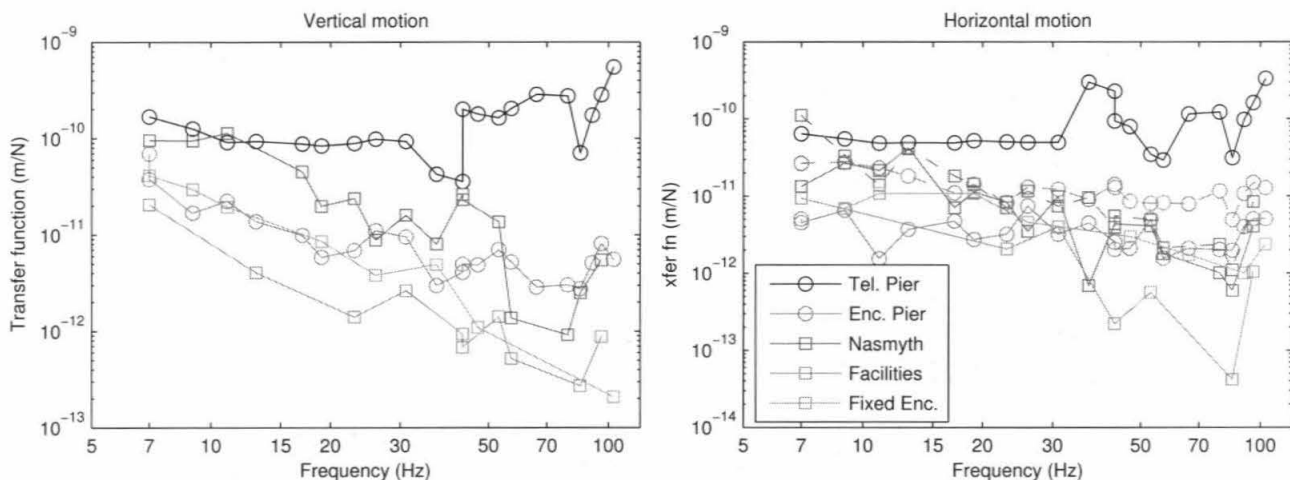 Vertical motion
Transfer function (m/N)
10⁻⁹
10⁻¹⁰
10⁻¹¹
10⁻¹²
10⁻¹³
5 7 10 15 20 30 50 70 100
Frequency (Hz)
Horizontal motion
xfer fn (m/N)
10⁻⁹
10⁻¹⁰
10⁻¹¹
10⁻¹²
10⁻¹³
10⁻¹⁴
Tel. Pier
Enc. Pier
Nasmyth
Facilities
Fixed Enc.
5 7 10 15 20 30 50 70 100
Frequency (Hz)